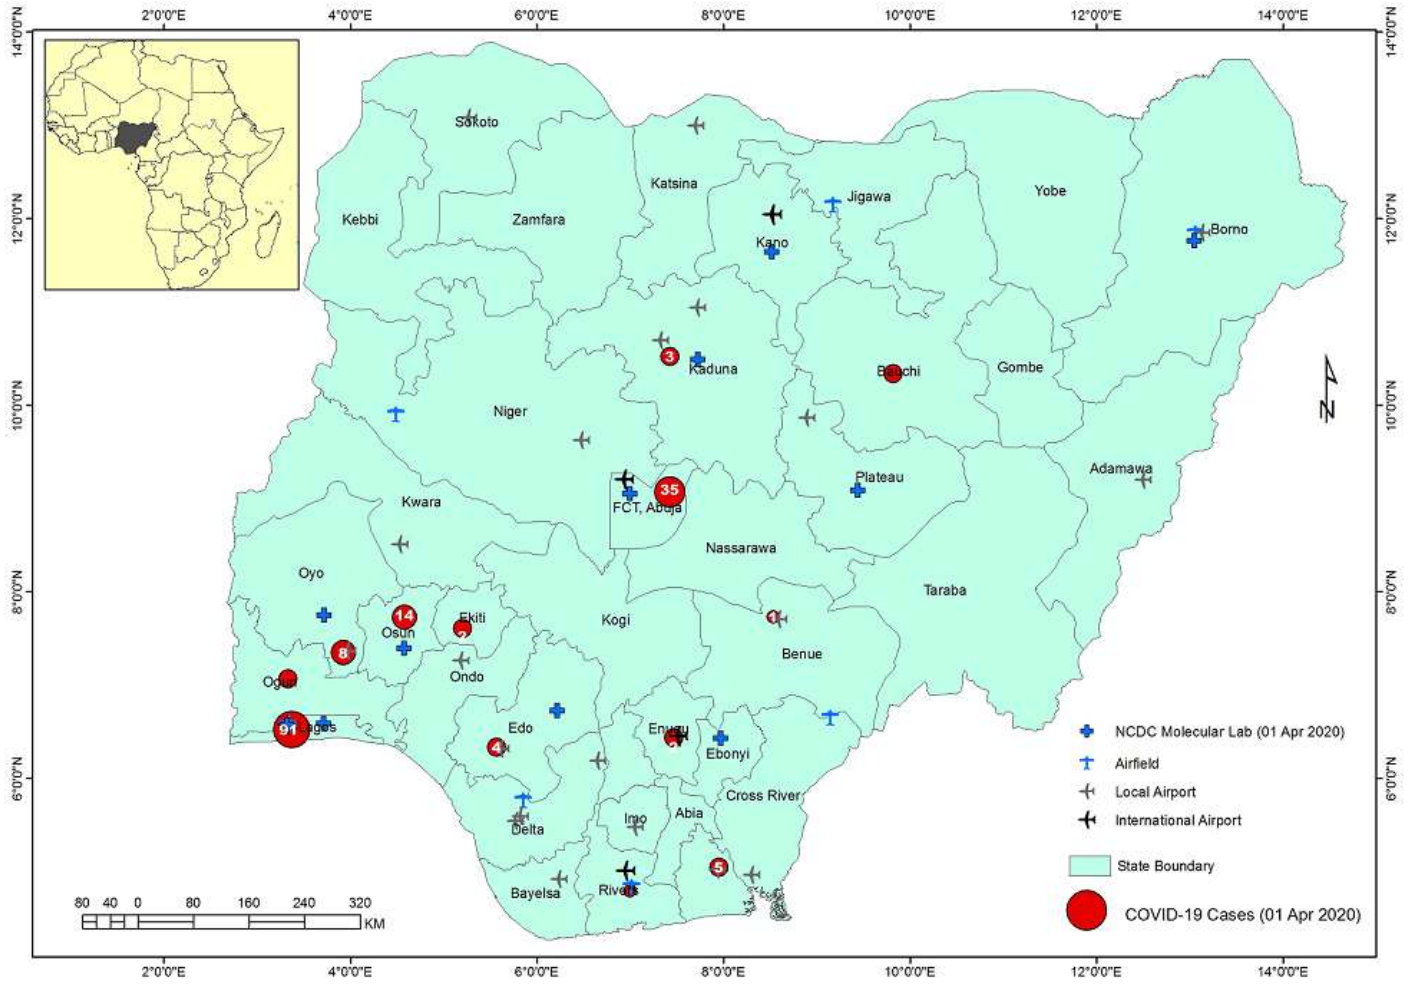 2°0'0"E 4°0'0"E 6°0'0"E 8°0'0"E 10°0'0"E 12°0'0"E 14°0'0"E
14°0'0"N 14°0'0"N
Sokoto
Katsina
Jigawa
Yobe
Kebbi
Zamfara
12°0'0"N 12°0'0"N
Kano
Borno
3
Kaduna
Bauchi
Gombe
Niger
10°0'0"N 10°0'0"N
N
Adamawa
Plateau
35
FCT, Abuja
Kwara
Nassarawa
Oyo
8°0'0"N 8°0'0"N
Taraba
14
Ekiti
2
Kogi
1
Osun
8
Benue
Ondo
Ogun
91
Lagos
Edo
4
Enugu
2
Ebonyi
NCDC Molecular Lab (01 Apr 2020)
Airfield
6°0'0"N 6°0'0"N
Cross River
Local Airport
Delta
Imo
Abia
International Airport
5
State Boundary
Bayelsa
Rivers
COVID-19 Cases (01 Apr 2020)
80 40 0 80 160 240 320
KM
2°0'0"E 4°0'0"E 6°0'0"E 8°0'0"E 10°0'0"E 12°0'0"E 14°0'0"E